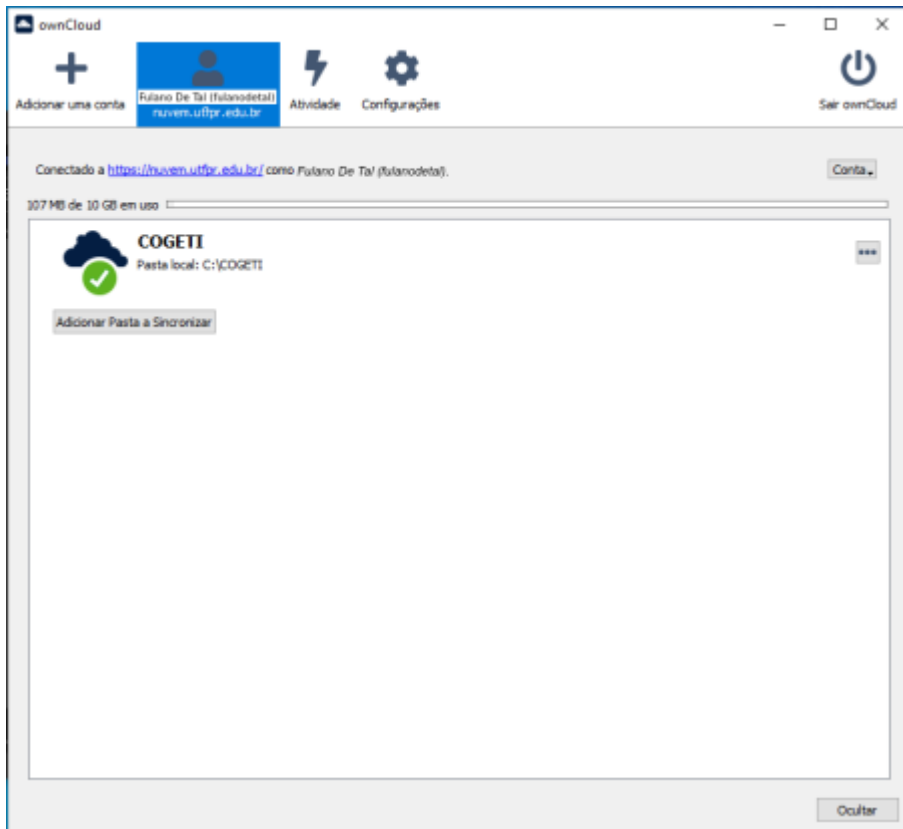 ownCloud
Adicionar uma conta
Fulano De Tal (fulanodetal)
nuvem.utfpr.edu.br
Atividade
Configurações
Sair ownCloud
Conectado a https://nuvem.utfpr.edu.br/ como Fulano De Tal (fulanodetal).
Conta
107 MB de 10 GB em uso
COGETI
Pasta local: C:\COGETI
Adicionar Pasta a Sincronizar
Ocultar